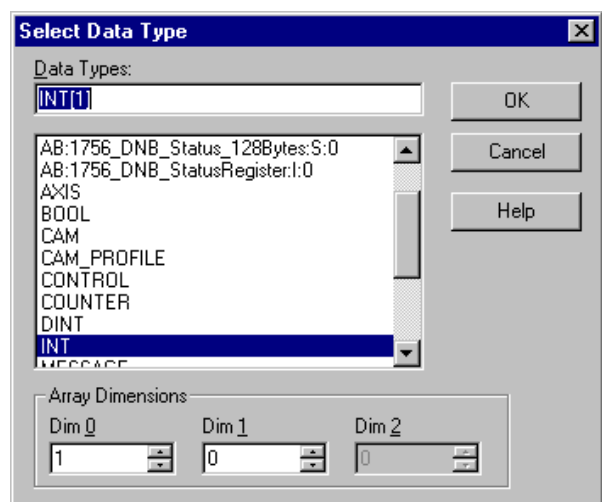 Select Data Type
Data Types:
INT[1]
OK
AB:1756_DNB_Status_128Bytes:S:0
Cancel
AB:1756_DNB_StatusRegister:I:0
AXIS
BOOL
Help
CAM
CAM_PROFILE
CONTROL
COUNTER
DINT
INT
MESSAGE
Array Dimensions
Dim 0 Dim 1 Dim 2
1 0 0